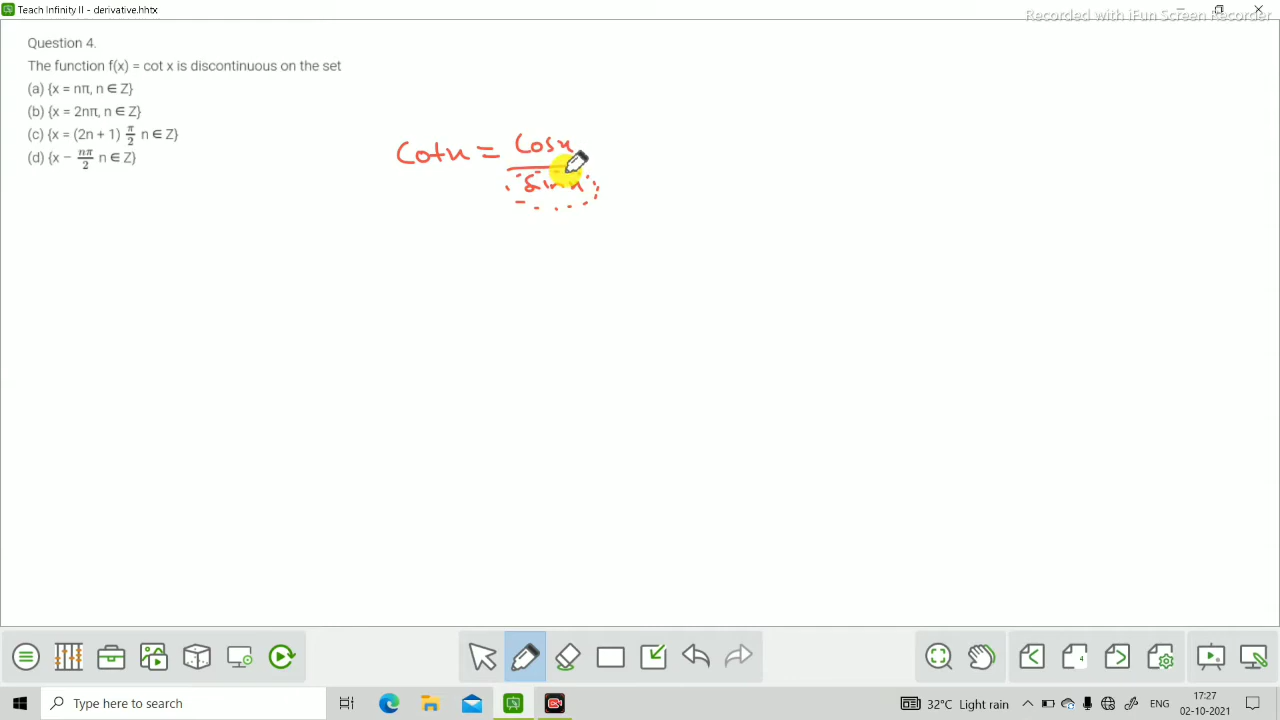 Teach Infinity II - derivative.hhtx
Recorded with iFun Screen Recorder
Question 4.
The function f(x) = cot x is discontinuous on the set
(a) {x = nπ, n ∈ Z}
(b) {x = 2nπ, n ∈ Z}
(c) {x = (2n + 1) π/2 n ∈ Z}
(d) {x − nπ/2 n ∈ Z}
Cotx = Cosx / Sinx
4
Type here to search
32°C Light rain
ENG
17:27
02-10-2021